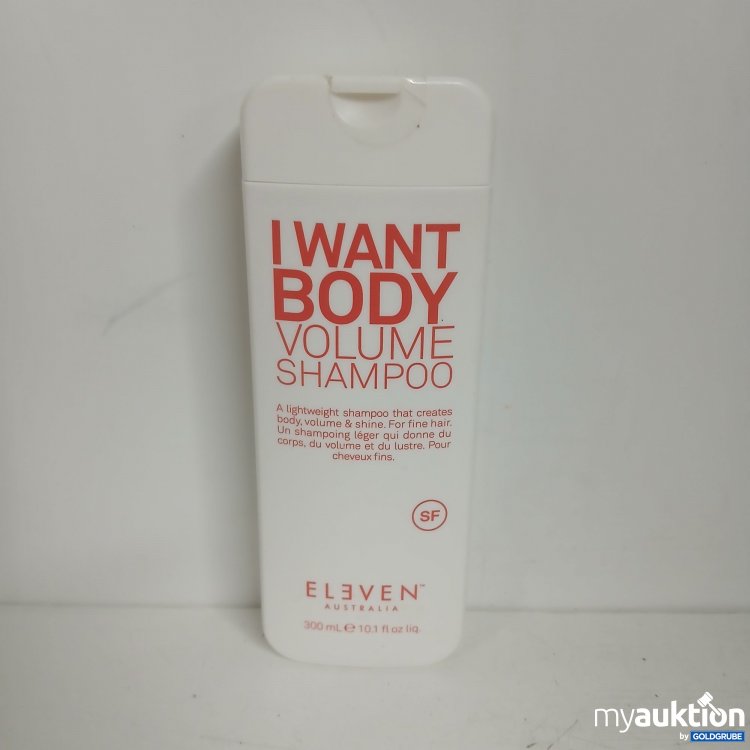 I WANT
BODY
VOLUME
SHAMPOO
A lightweight shampoo that creates
body, volume & shine. For fine hair.
Un shampoing léger qui donne du
corps, du volume et du lustre. Pour
cheveux fins.
SF
ELEVEN™
AUSTRALIA
300 mL ℮ 10.1 fl oz liq.
myauktion
by GOLDGRUBE